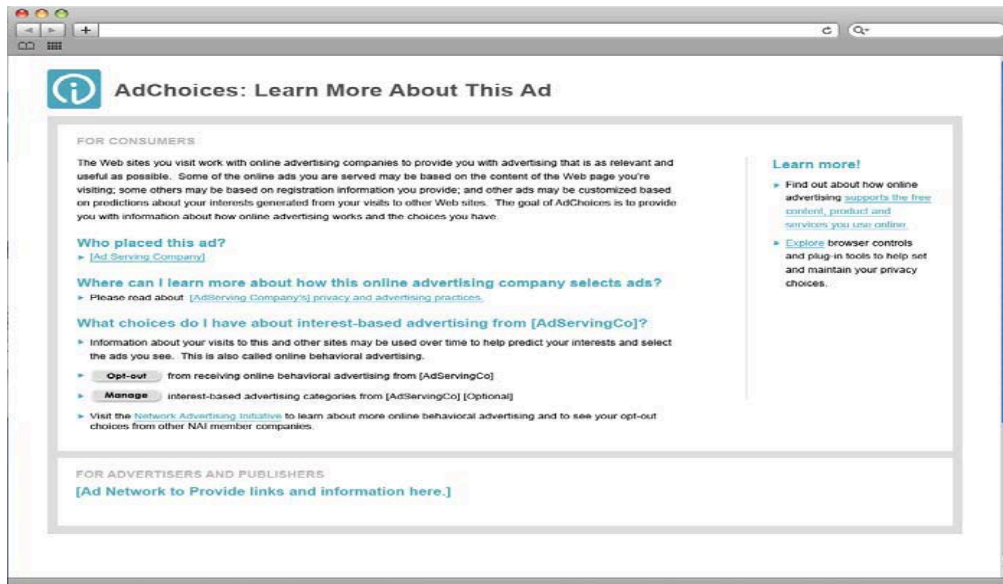 AdChoices: Learn More About This Ad
FOR CONSUMERS
The Web sites you visit work with online advertising companies to provide you with advertising that is as relevant and
useful as possible. Some of the online ads you are served may be based on the content of the Web page you're
visiting; some others may be based on registration information you provide; and other ads may be customized based
on predictions about your interests generated from your visits to other Web sites. The goal of AdChoices is to provide
you with information about how online advertising works and the choices you have.
Who placed this ad?
[Ad Serving Company]
Where can I learn more about how this online advertising company selects ads?
Please read about [AdServing Company's] privacy and advertising practices.
What choices do I have about interest-based advertising from [AdServingCo]?
Information about your visits to this and other sites may be used over time to help predict your interests and select
the ads you see. This is also called online behavioral advertising.
Opt-out from receiving online behavioral advertising from [AdServingCo]
Manage interest-based advertising categories from [AdServingCo] [Optional]
Visit the Network Advertising Initiative to learn about more online behavioral advertising and to see your opt-out
choices from other NAI member companies.
Learn more!
Find out about how online
advertising supports the free
content, product and
services you use online.
Explore browser controls
and plug-in tools to help set
and maintain your privacy
choices.
FOR ADVERTISERS AND PUBLISHERS
[Ad Network to Provide links and information here.]